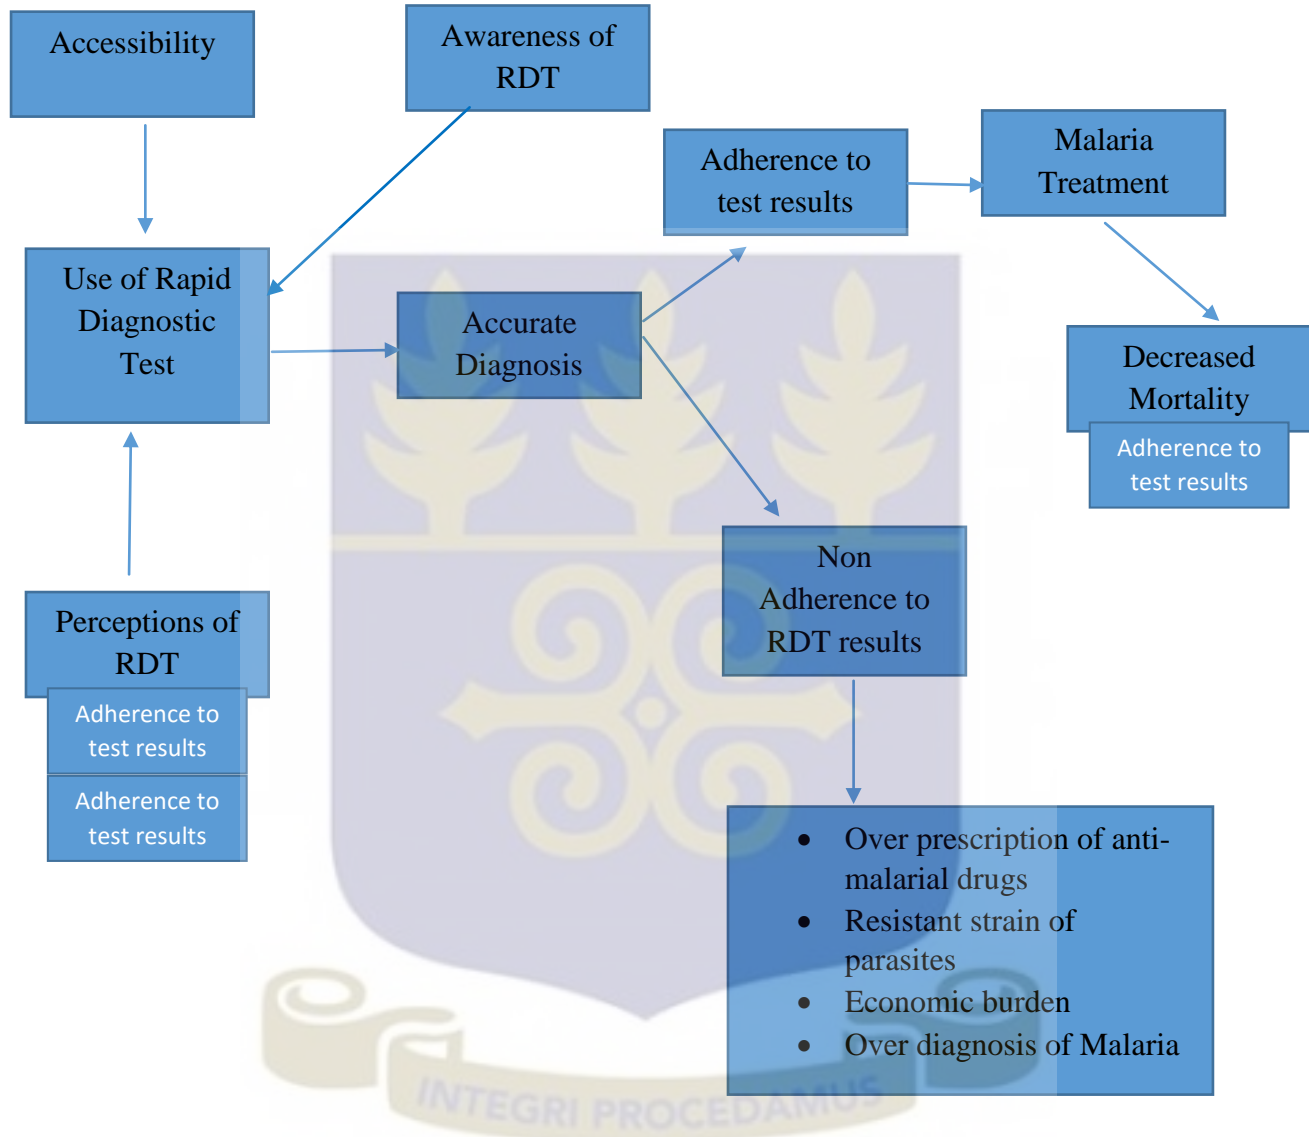 Accessibility
Awareness of
RDT
Adherence to
test results
Malaria
Treatment
Use of Rapid
Diagnostic
Test
Accurate
Diagnosis
Decreased
Mortality
Adherence to
test results
Non
Adherence to
RDT results
Perceptions of
RDT
Adherence to
test results
Adherence to
test results
• Over prescription of anti-
malarial drugs
• Resistant strain of
parasites
• Economic burden
• Over diagnosis of Malaria
INTEGRI PROCEDAMUS